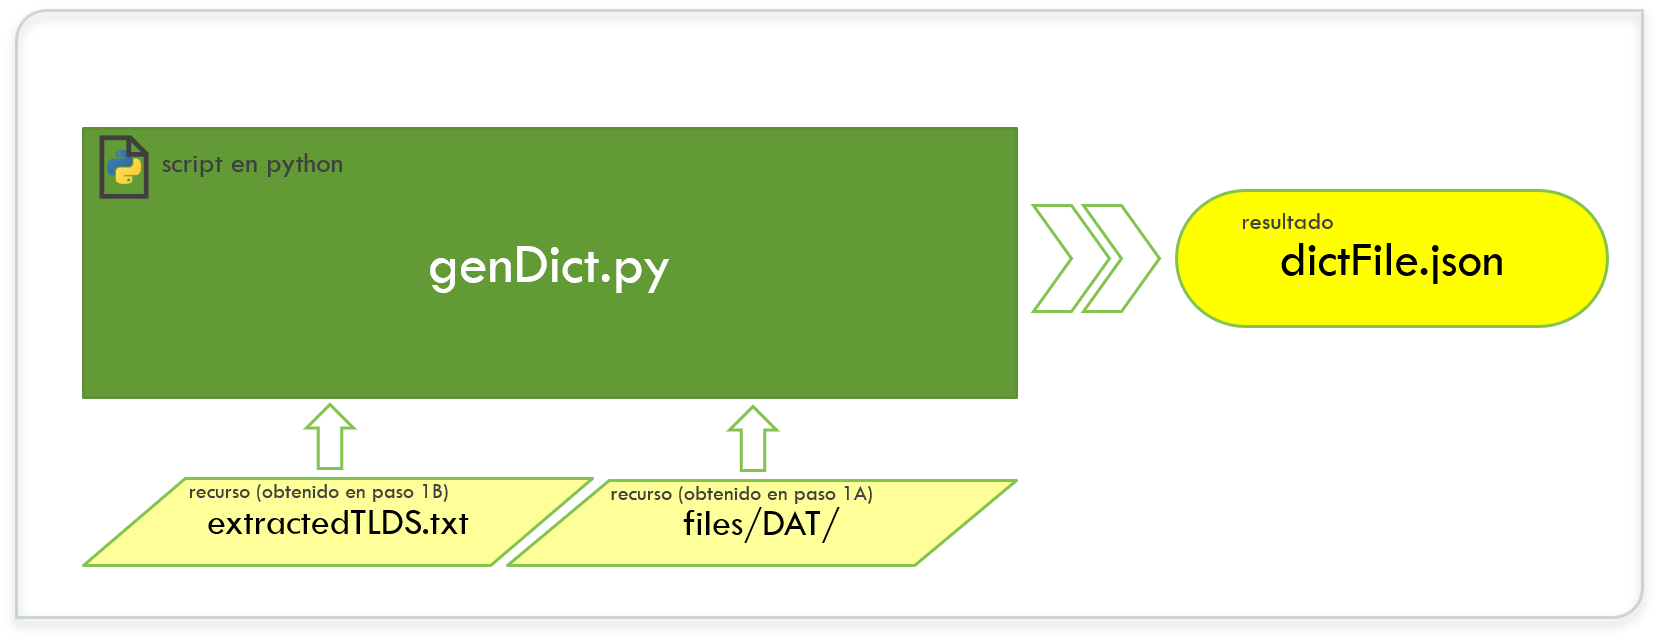 script en python
genDict.py
resultado
dictFile.json
recurso (obtenido en paso 1B)
extractedTLDS.txt
recurso (obtenido en paso 1A)
files/DAT/